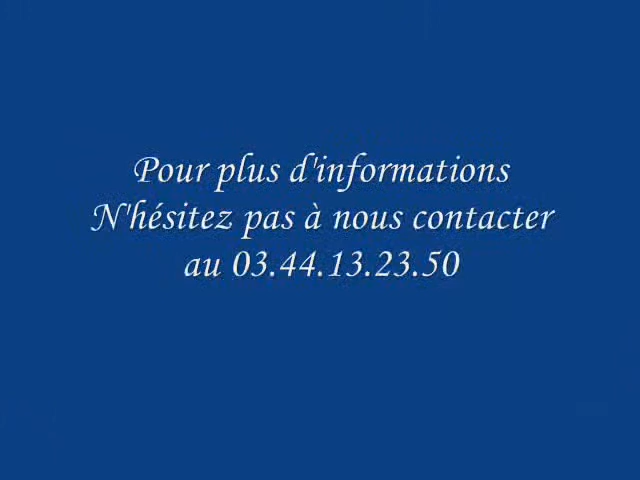 Pour plus d'informations
N'hésitez pas à nous contacter
au 03.44.13.23.50